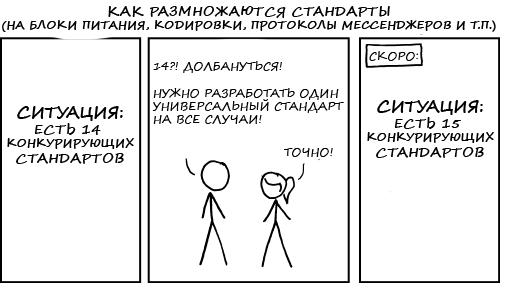 КАК РАЗМНОЖАЮТСЯ СТАНДАРТЫ
(НА БЛОКИ ПИТАНИЯ, КОДИРОВКИ, ПРОТОКОЛЫ МЕССЕНДЖЕРОВ И Т.П.)
СИТУАЦИЯ:
ЕСТЬ 14
КОНКУРИРУЮЩИХ
СТАНДАРТОВ
14?! ДОЛБАНУТЬСЯ!
НУЖНО РАЗРАБОТАТЬ ОДИН
УНИВЕРСАЛЬНЫЙ СТАНДАРТ
НА ВСЕ СЛУЧАИ!
ТОЧНО!
СКОРО:
СИТУАЦИЯ:
ЕСТЬ 15
КОНКУРИРУЮЩИХ
СТАНДАРТОВ